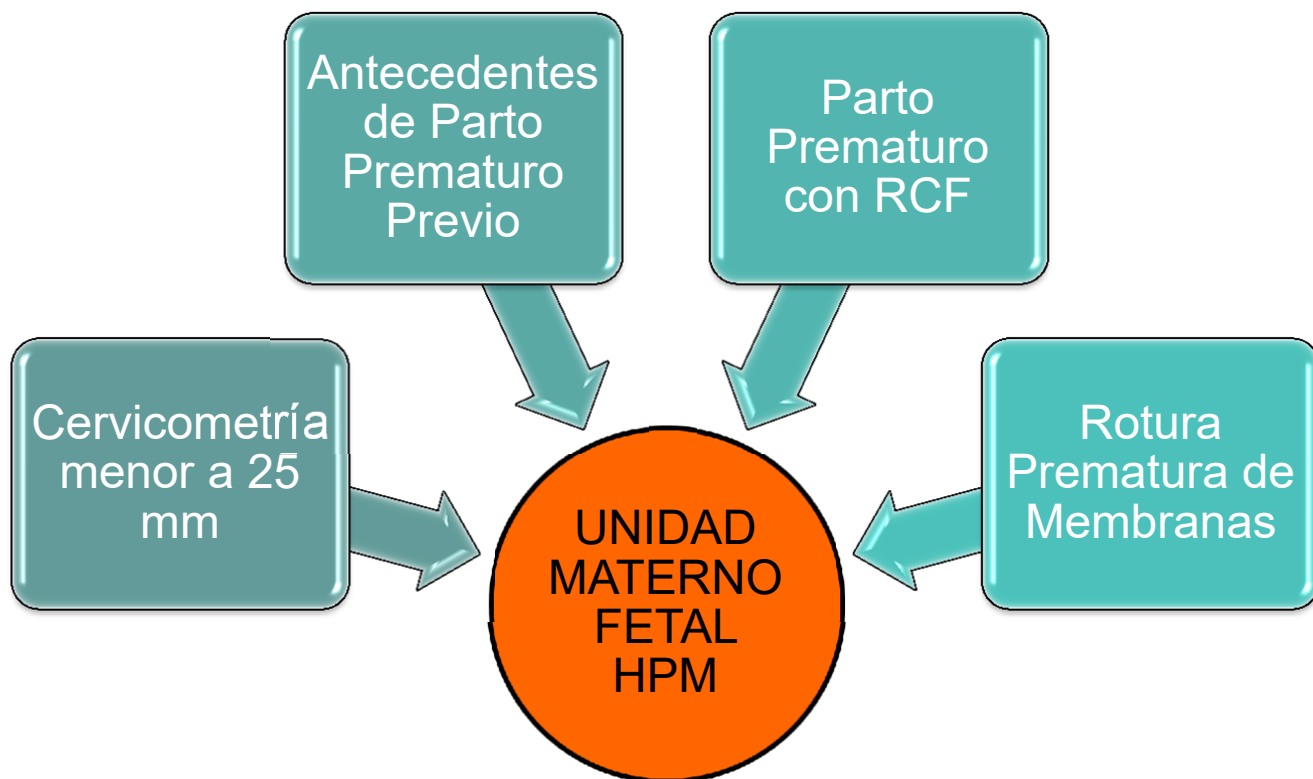 Antecedentes
de Parto
Prematuro
Previo
Parto
Prematuro
con RCF
Cervicometría
menor a 25
mm
Rotura
Prematura de
Membranas
UNIDAD
MATERNO
FETAL
HPM